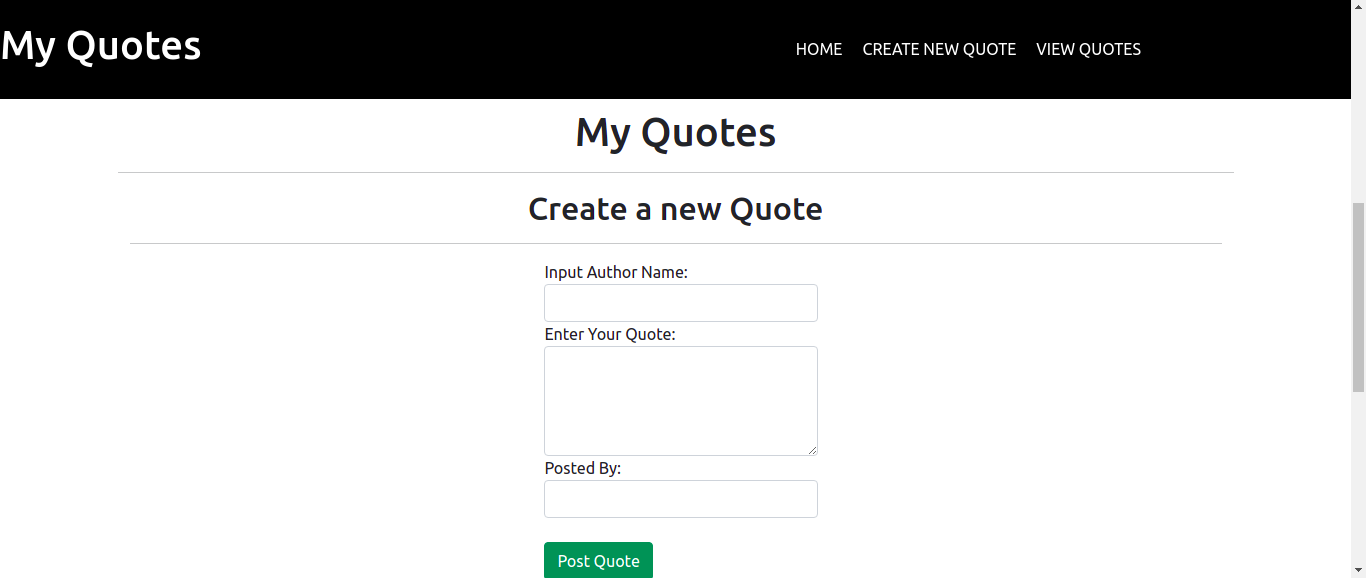 My Quotes
HOME CREATE NEW QUOTE VIEW QUOTES
My Quotes
Create a new Quote
Input Author Name:
Enter Your Quote:
Posted By:
Post Quote